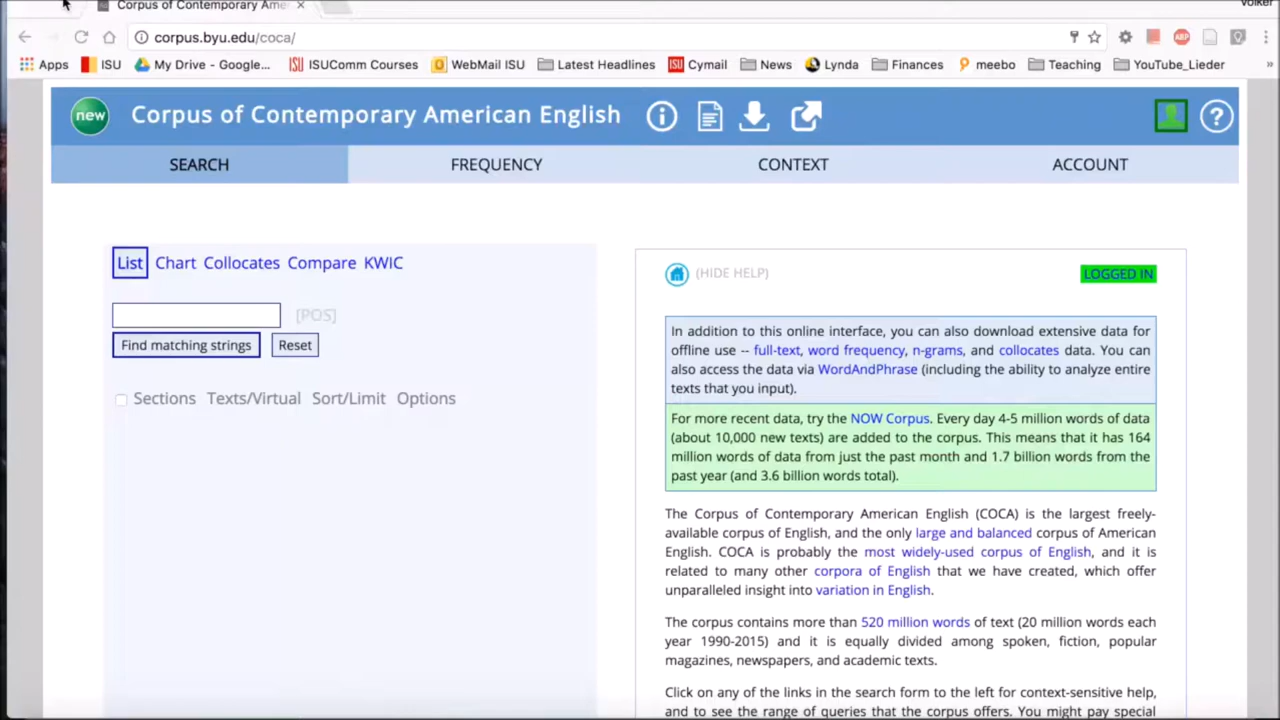 Volker
Corpus of Contemporary Ame
corpus.byu.edu/coca/
ABP
Apps ISU My Drive - Google... ISUComm Courses WebMail ISU Latest Headlines Cymail News Lynda Finances meebo Teaching YouTube_Lieder »
new Corpus of Contemporary American English
SEARCH FREQUENCY CONTEXT ACCOUNT
List Chart Collocates Compare KWIC
[POS]
Find matching strings Reset
Sections Texts/Virtual Sort/Limit Options
(HIDE HELP) LOGGED IN
In addition to this online interface, you can also download extensive data for
offline use -- full-text, word frequency, n-grams, and collocates data. You can
also access the data via WordAndPhrase (including the ability to analyze entire
texts that you input).
For more recent data, try the NOW Corpus. Every day 4-5 million words of data
(about 10,000 new texts) are added to the corpus. This means that it has 164
million words of data from just the past month and 1.7 billion words from the
past year (and 3.6 billion words total).
The Corpus of Contemporary American English (COCA) is the largest freely-
available corpus of English, and the only large and balanced corpus of American
English. COCA is probably the most widely-used corpus of English, and it is
related to many other corpora of English that we have created, which offer
unparalleled insight into variation in English.
The corpus contains more than 520 million words of text (20 million words each
year 1990-2015) and it is equally divided among spoken, fiction, popular
magazines, newspapers, and academic texts.
Click on any of the links in the search form to the left for context-sensitive help,
and to see the range of queries that the corpus offers. You might pay special